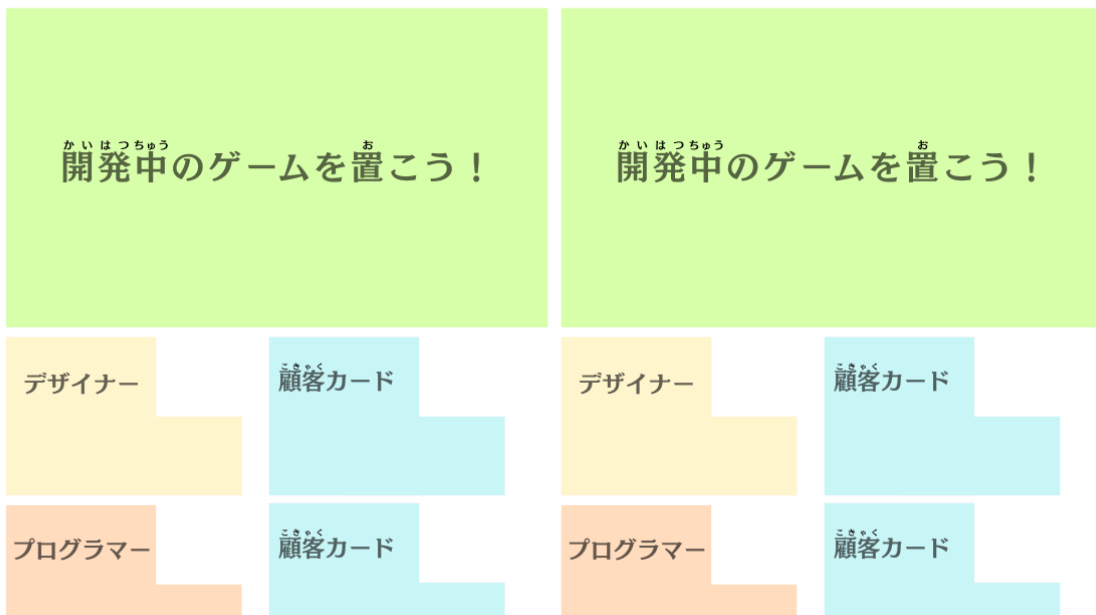 開発中のゲームを置こう！
開発中のゲームを置こう！
デザイナー
顧客カード
デザイナー
顧客カード
プログラマー
顧客カード
プログラマー
顧客カード